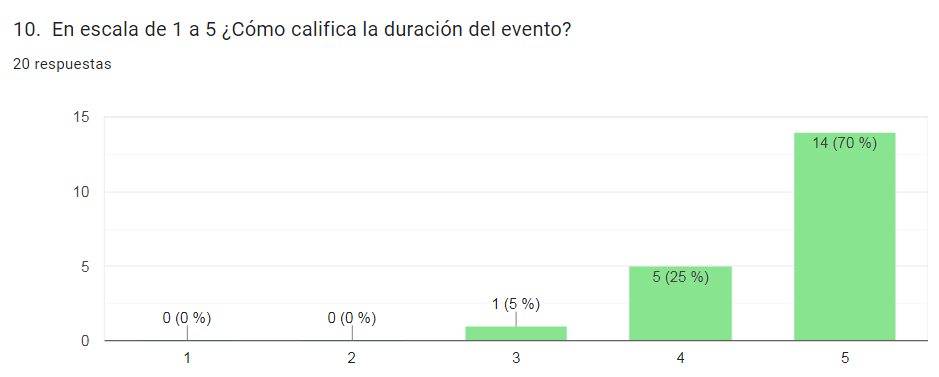 10. En escala de 1 a 5 ¿Cómo califica la duración del evento?
20 respuestas
15
14 (70 %)
10
5
5 (25 %)
1 (5 %)
0 (0 %) 0 (0 %)
0
1 2 3 4 5